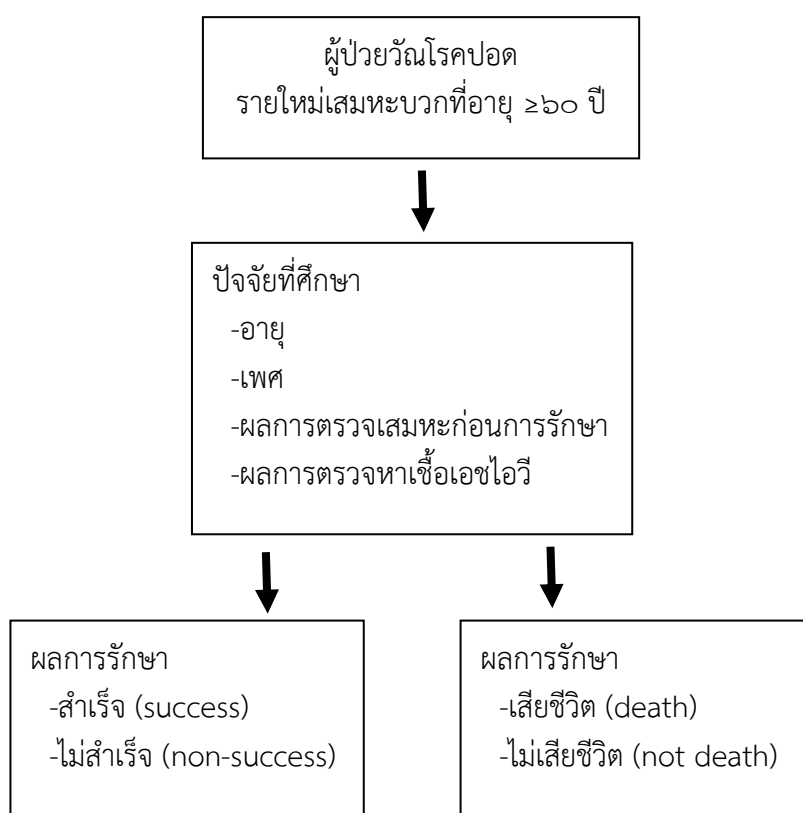 ผู้ป่วยวัณโรคปอด
รายใหม่เสมหะบวกที่อายุ ≥๖๐ ปี
ปัจจัยที่ศึกษา
-อายุ
-เพศ
-ผลการตรวจเสมหะก่อนการรักษา
-ผลการตรวจหาเชื้อเอชไอวี
ผลการรักษา
-สำเร็จ (success)
-ไม่สำเร็จ (non-success)
ผลการรักษา
-เสียชีวิต (death)
-ไม่เสียชีวิต (not death)